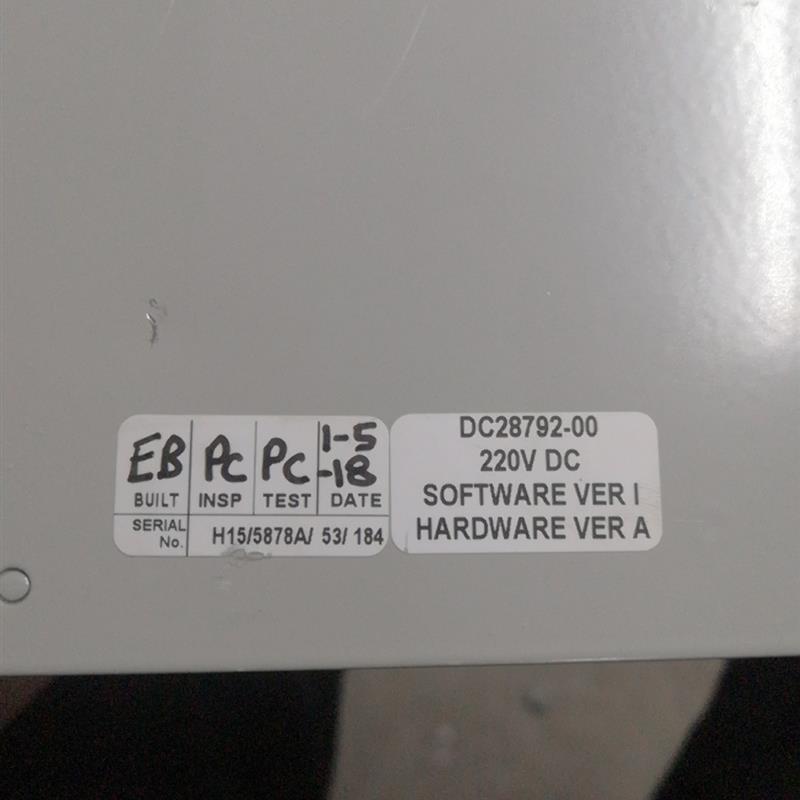 EB PC PC 1-5
-18
BUILT INSP TEST DATE
SERIAL No. H15/5878A/ 53/ 184
DC28792-00
220V DC
SOFTWARE VER I
HARDWARE VER A